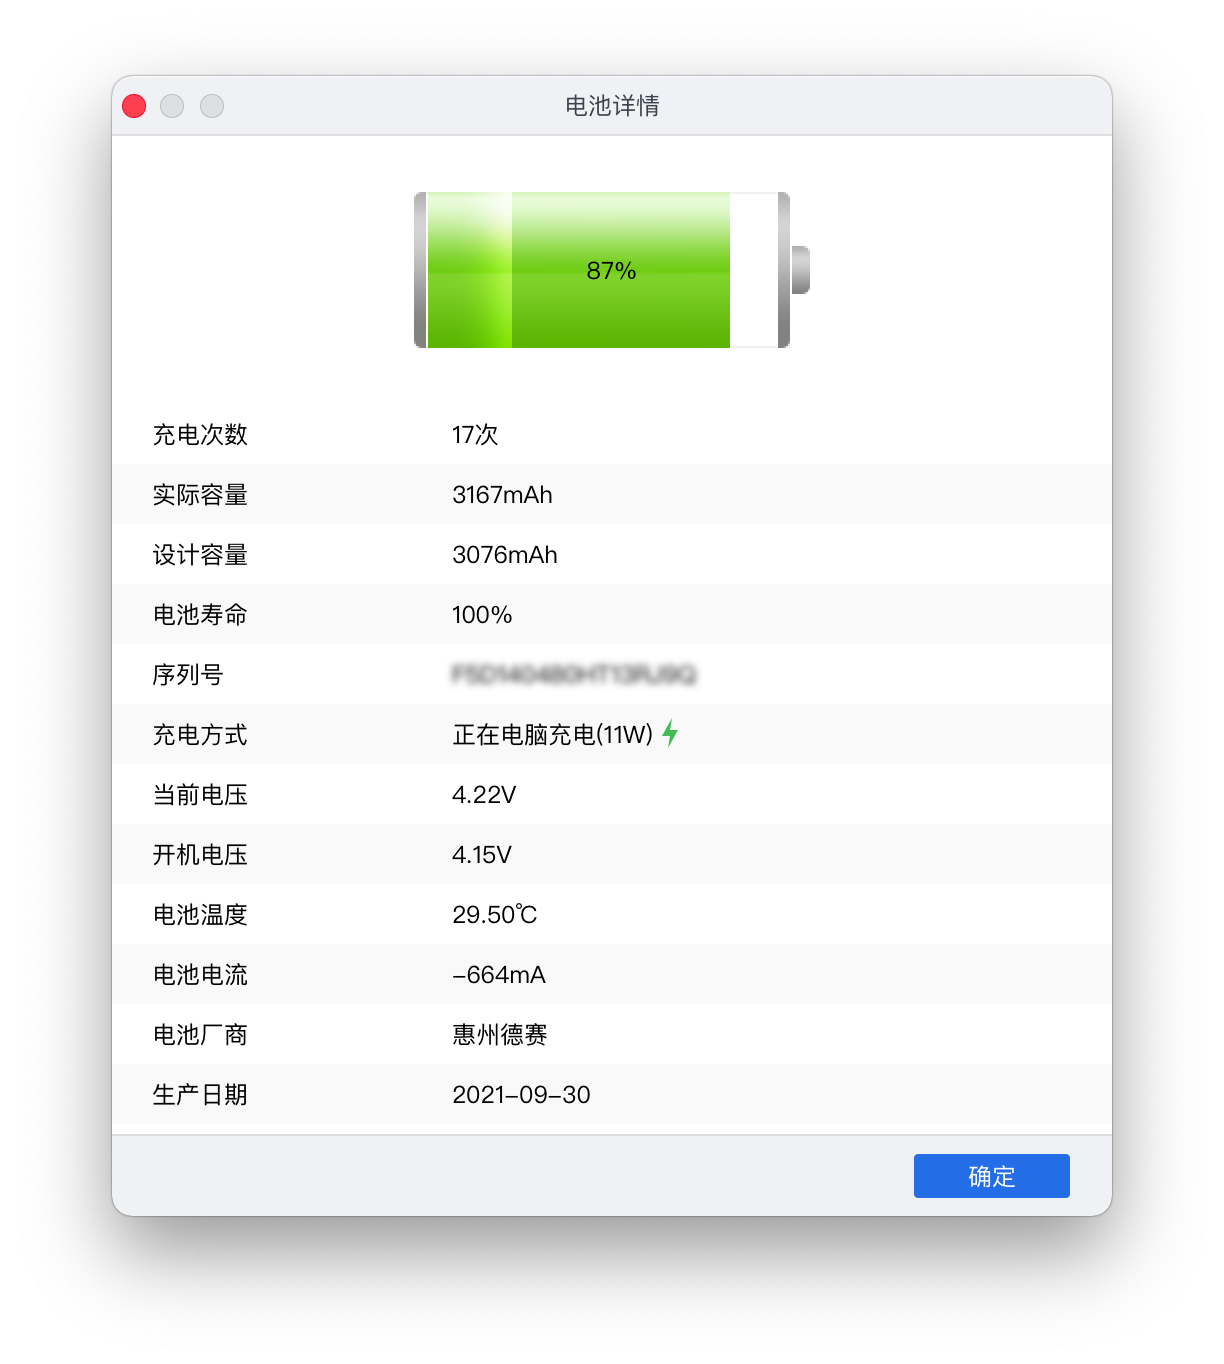 电池详情
87%
充电次数 17次
实际容量 3167mAh
设计容量 3076mAh
电池寿命 100%
序列号
充电方式 正在电脑充电(11W)
当前电压 4.22V
开机电压 4.15V
电池温度 29.50℃
电池电流 -664mA
电池厂商 惠州德赛
生产日期 2021-09-30
确定